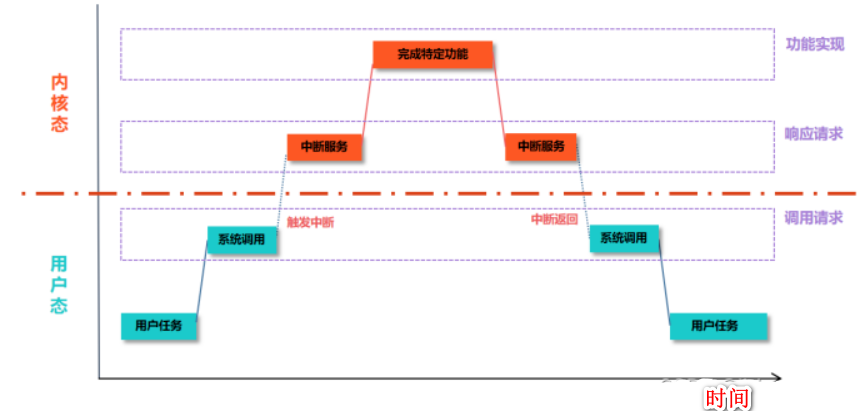 完成特定功能
功能实现
内核态
中断服务
中断服务
响应请求
触发中断
中断返回
调用请求
系统调用
系统调用
用户态
用户任务
用户任务
时间